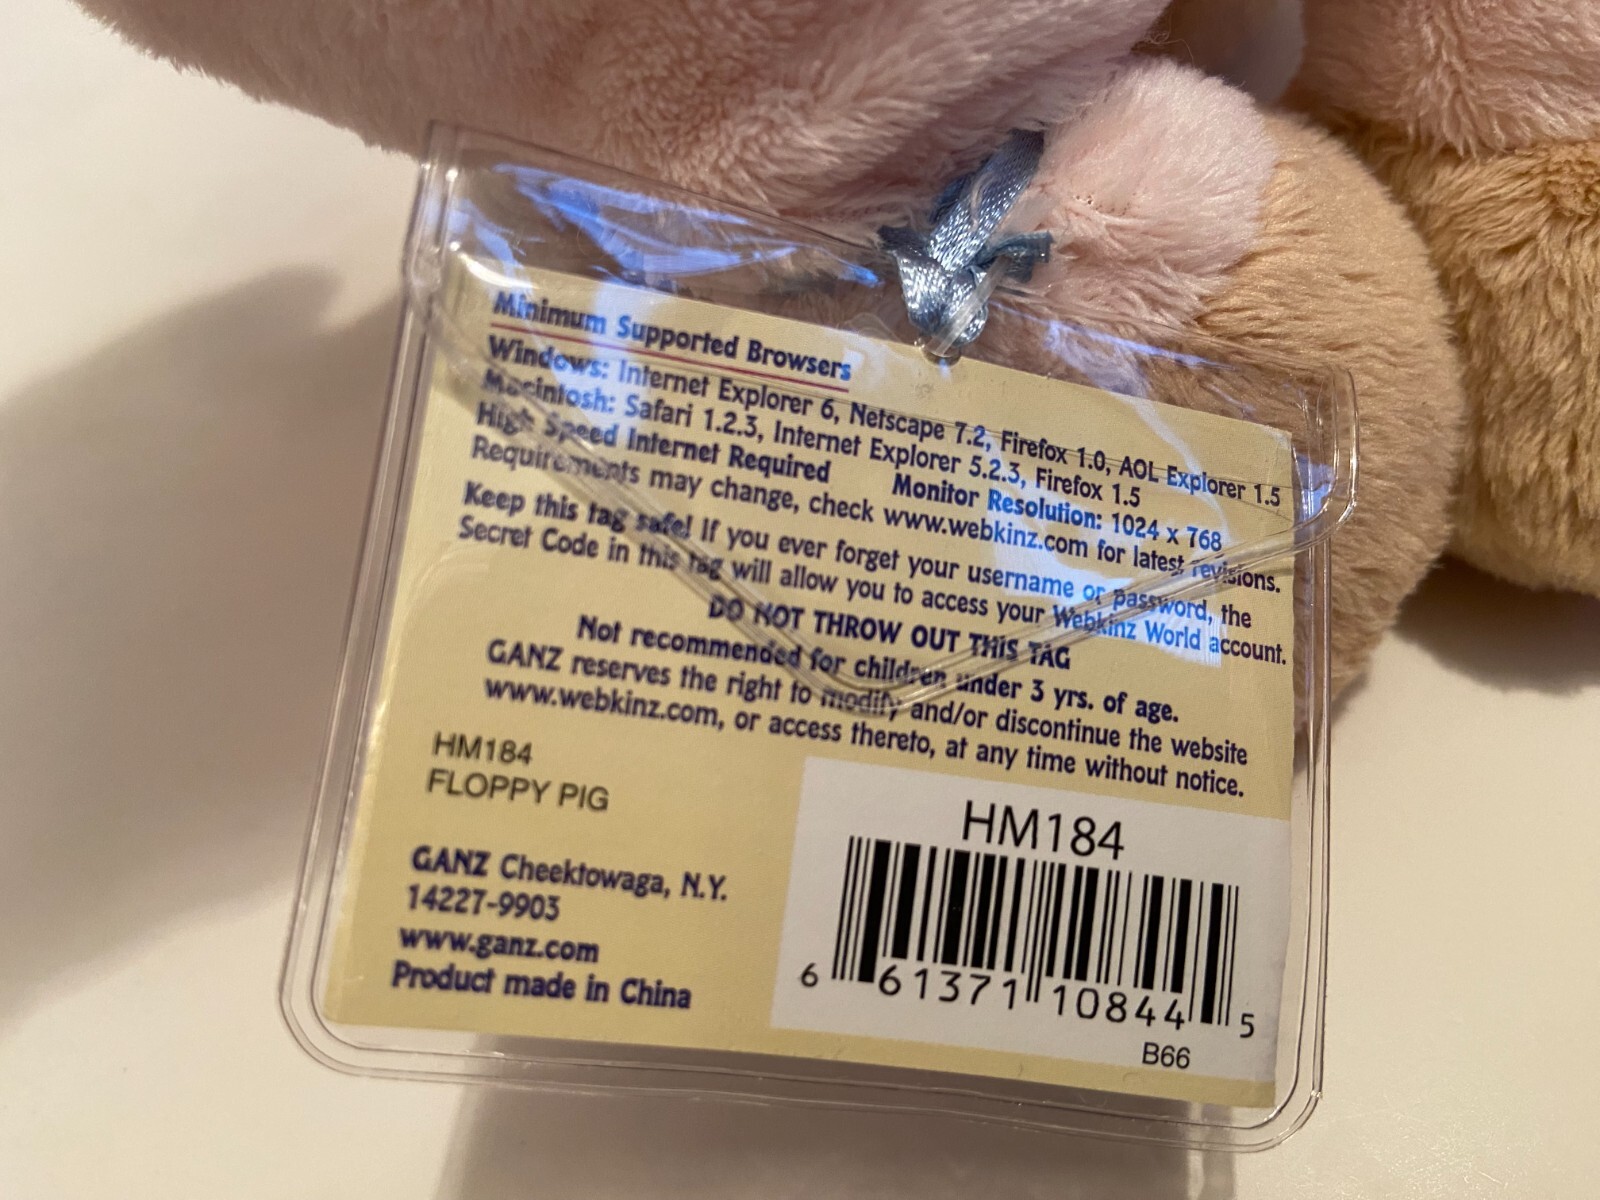 Minimum Supported Browsers
Windows: Internet Explorer 6, Netscape 7.2, Firefox 1.0, AOL Explorer 1.5
Macintosh: Safari 1.2.3, Internet Explorer 5.2.3, Firefox 1.5
High Speed Internet Required Monitor Resolution: 1024 x 768
Requirements may change, check www.webkinz.com for latest revisions.
Keep this tag safe! If you ever forget your username or password, the
Secret Code in this tag will allow you to access your Webkinz World account.
DO NOT THROW OUT THIS TAG
Not recommended for children under 3 yrs. of age.
GANZ reserves the right to modify and/or discontinue the website
www.webkinz.com, or access thereto, at any time without notice.
HM184
FLOPPY PIG
GANZ Cheektowaga, N.Y.
14227-9903
www.ganz.com
Product made in China
HM184
6 61371 10844 5
B66